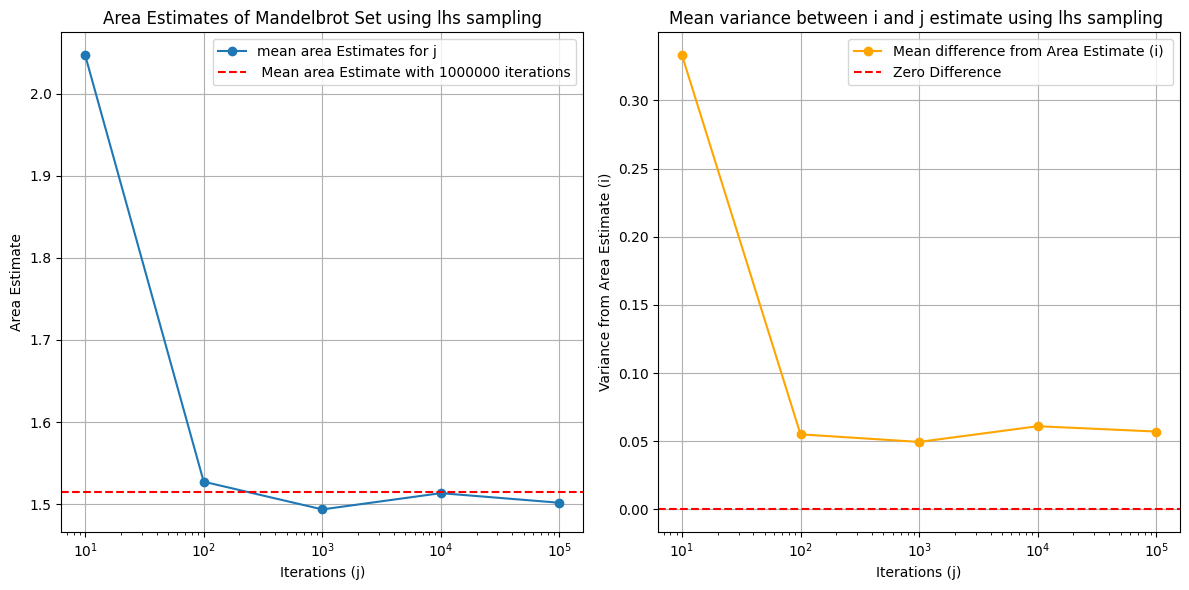 Area Estimates of Mandelbrot Set using lhs sampling
mean area Estimates for j
Mean area Estimate with 1000000 iterations
Area Estimate
2.0
1.9
1.8
1.7
1.6
1.5
10¹
10²
10³
10⁴
10⁵
Iterations (j)
Mean variance between i and j estimate using lhs sampling
Mean difference from Area Estimate (i)
Zero Difference
Variance from Area Estimate (i)
0.30
0.25
0.20
0.15
0.10
0.05
0.00
10¹
10²
10³
10⁴
10⁵
Iterations (j)